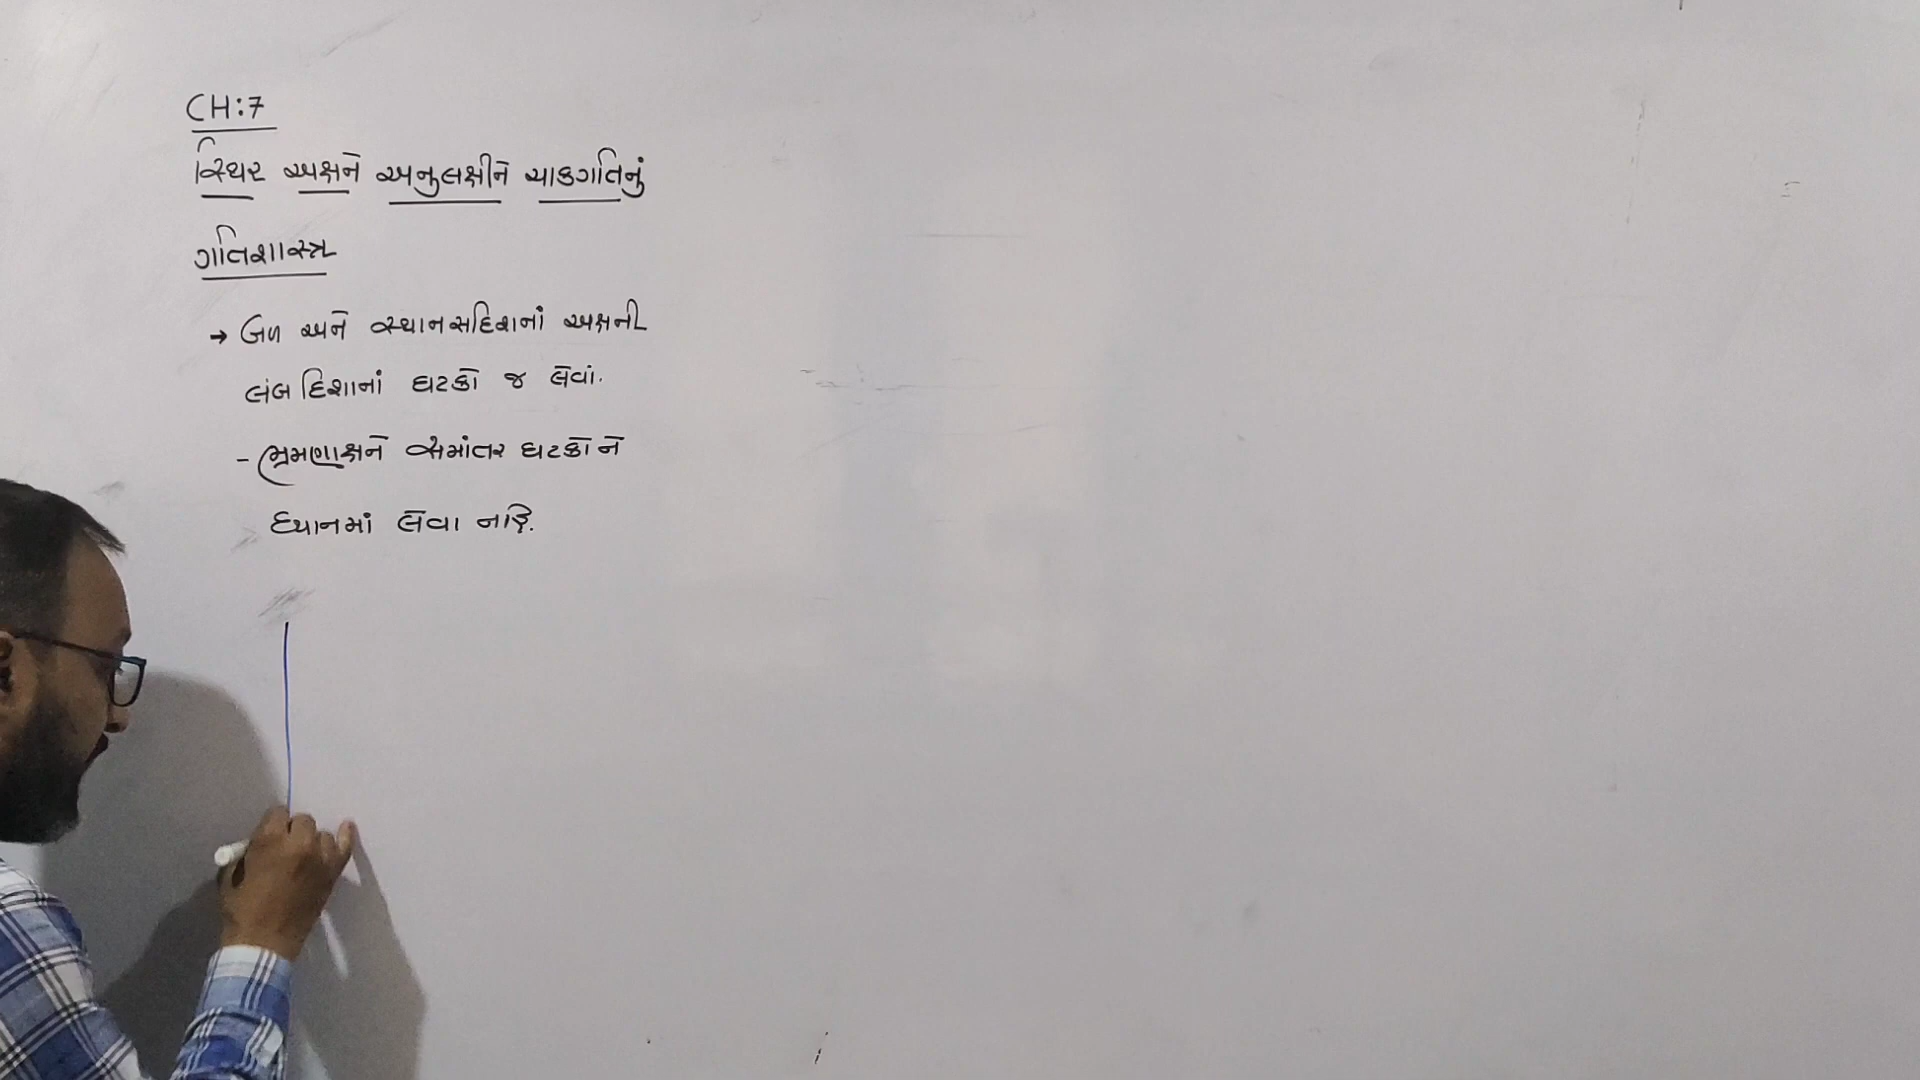 CH:7
સ્થિર અક્ષને અનુલક્ષીને ચાકગતિનું
ગતિશાસ્ત્ર
→ બળ અને સ્થાનસદિશનાં અક્ષની
લંબ દિશાનાં ઘટકો જ લેવાં.
- ભ્રમણાક્ષને સમાંતર ઘટકોને
ધ્યાનમાં લેવા નહિ.